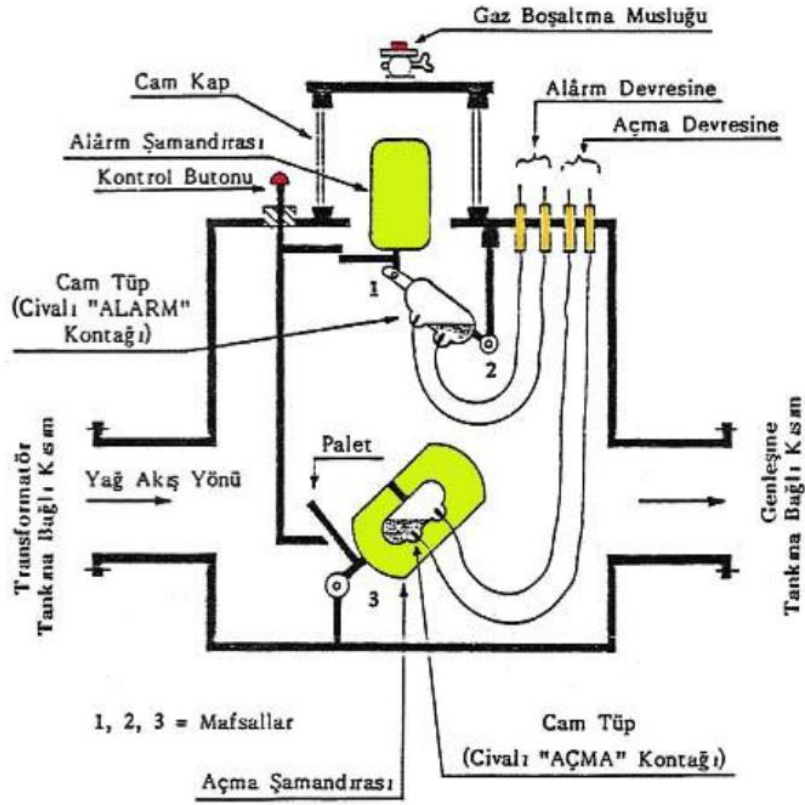 Gaz Boşaltma Musluğu
Cam Kap
Alârm Devresine
Açma Devresine
Alârm Şamandırası
Kontrol Butonu
1
Cam Tüp
(Civalı "ALARM"
Kontağı)
2
Palet
Yağ Akış Yönü
Transformatör
Tankına Bağlı Kısım
Genleşme
Tankına Bağlı Kısım
3
1, 2, 3 = Mafsallar
Cam Tüp
(Civalı "AÇMA" Kontağı)
Açma Şamandırası